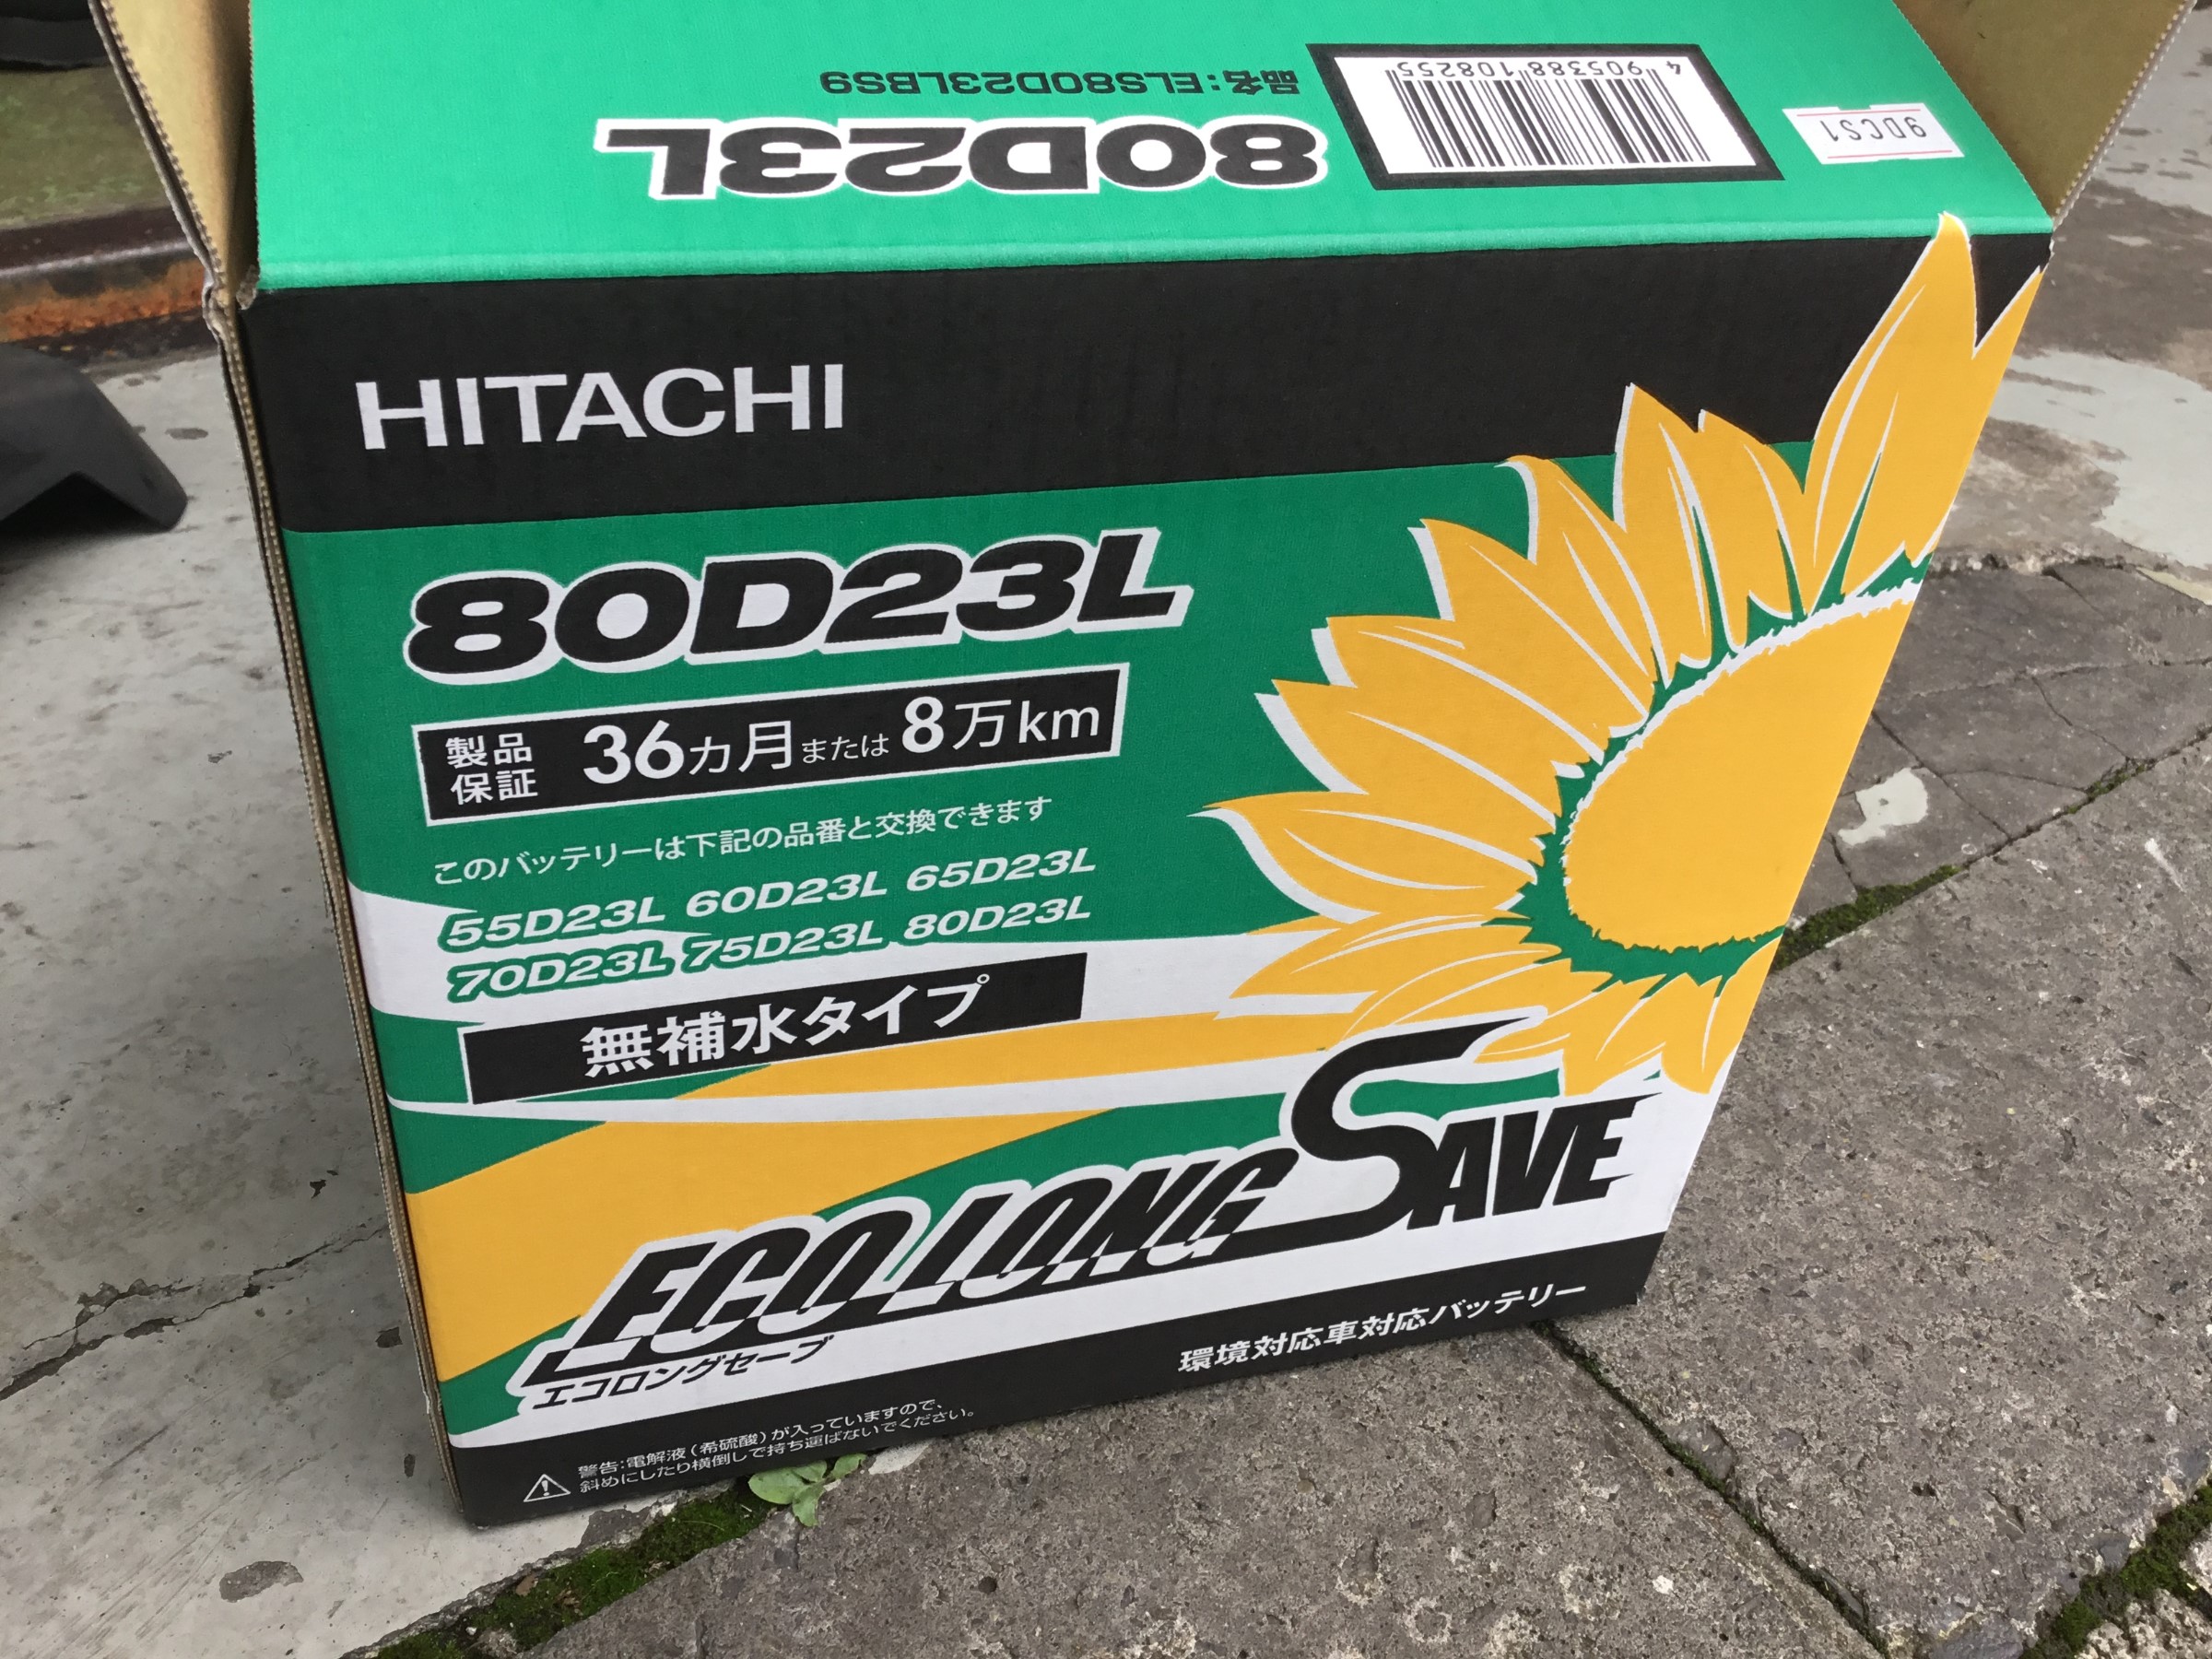 4 905388 108255
9DCS1
品名:ELS80D23LBS9
80D23L
HITACHI
80D23L
製品保証 36カ月または8万km
このバッテリーは下記の品番と交換できます
55D23L 60D23L 65D23L
70D23L 75D23L 80D23L
無補水タイプ
ECO LONG SAVE
エコロングセーブ
環境対応車対応バッテリー
警告:電解液(希硫酸)が入っていますので、
斜めにしたり横倒しで持ち運ばないでください。